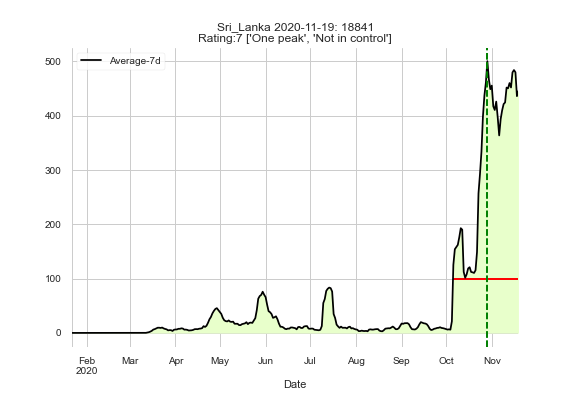 Sri_Lanka 2020-11-19: 18841
Rating:7 ['One peak', 'Not in control']
Average-7d
500
400
300
200
100
0
Feb Mar Apr May Jun Jul Aug Sep Oct Nov
2020
Date